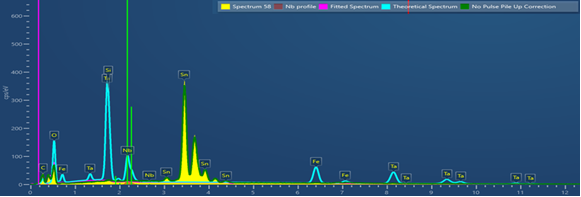 Spectrum 58 Nb profile Fitted Spectrum Theoretical Spectrum No Pulse Pile Up Correction
600
500
400
300
200
100
0
cps/eV
C
O
Fe
Ta
Si
Nb
Nb
Sn
Sn
Sn
Sn
Fe
Fe
Ta
Ta
Ta
Ta
Ta
Ta
0 1 2 3 4 5 6 7 8 9 10 11 12